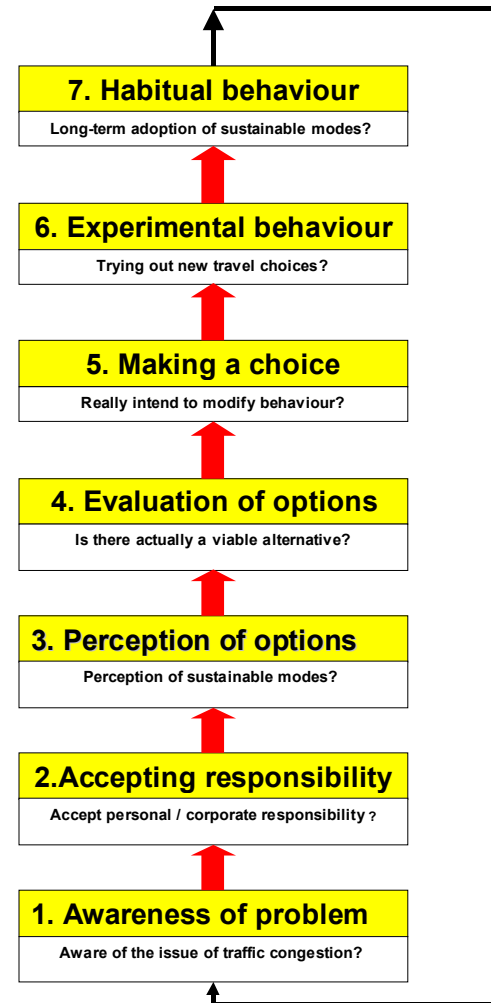 7. Habitual behaviour
Long-term adoption of sustainable modes?
6. Experimental behaviour
Trying out new travel choices?
5. Making a choice
Really intend to modify behaviour?
4. Evaluation of options
Is there actually a viable alternative?
3. Perception of options
Perception of sustainable modes?
2.Accepting responsibility
Accept personal / corporate responsibility ?
1. Awareness of problem
Aware of the issue of traffic congestion?